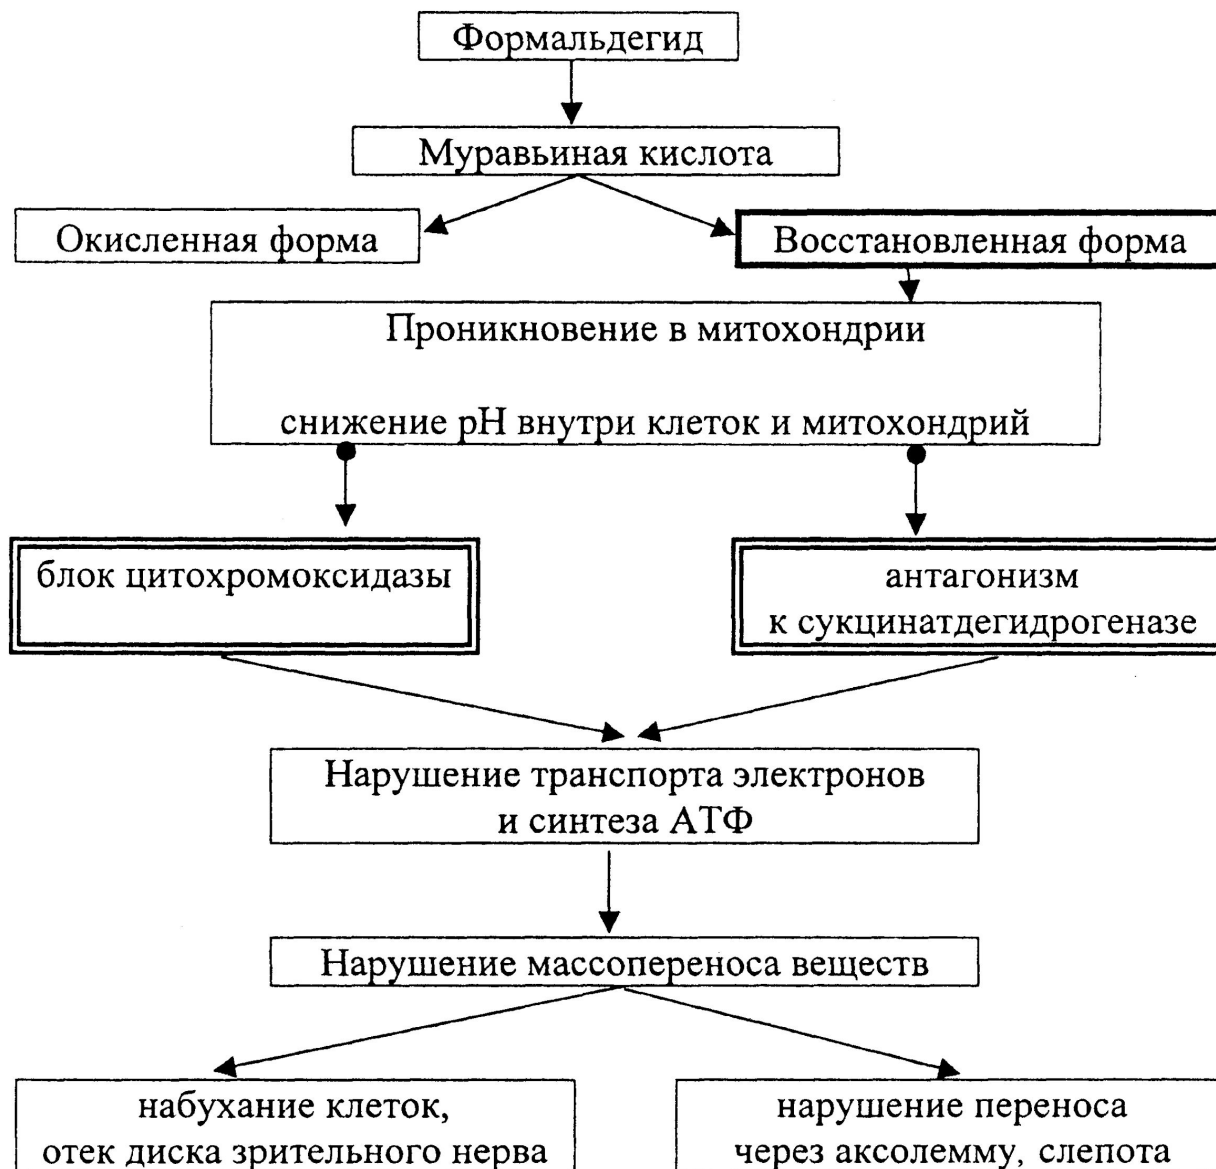 Формальдегид
Муравьиная кислота
Окисленная форма
Восстановленная форма
Проникновение в митохондрии
снижение рН внутри клеток и митохондрий
блок цитохромоксидазы
антагонизм
к сукцинатдегидрогеназе
Нарушение транспорта электронов
и синтеза АТФ
Нарушение массопереноса веществ
набухание клеток,
отек диска зрительного нерва
нарушение переноса
через аксолемму, слепота